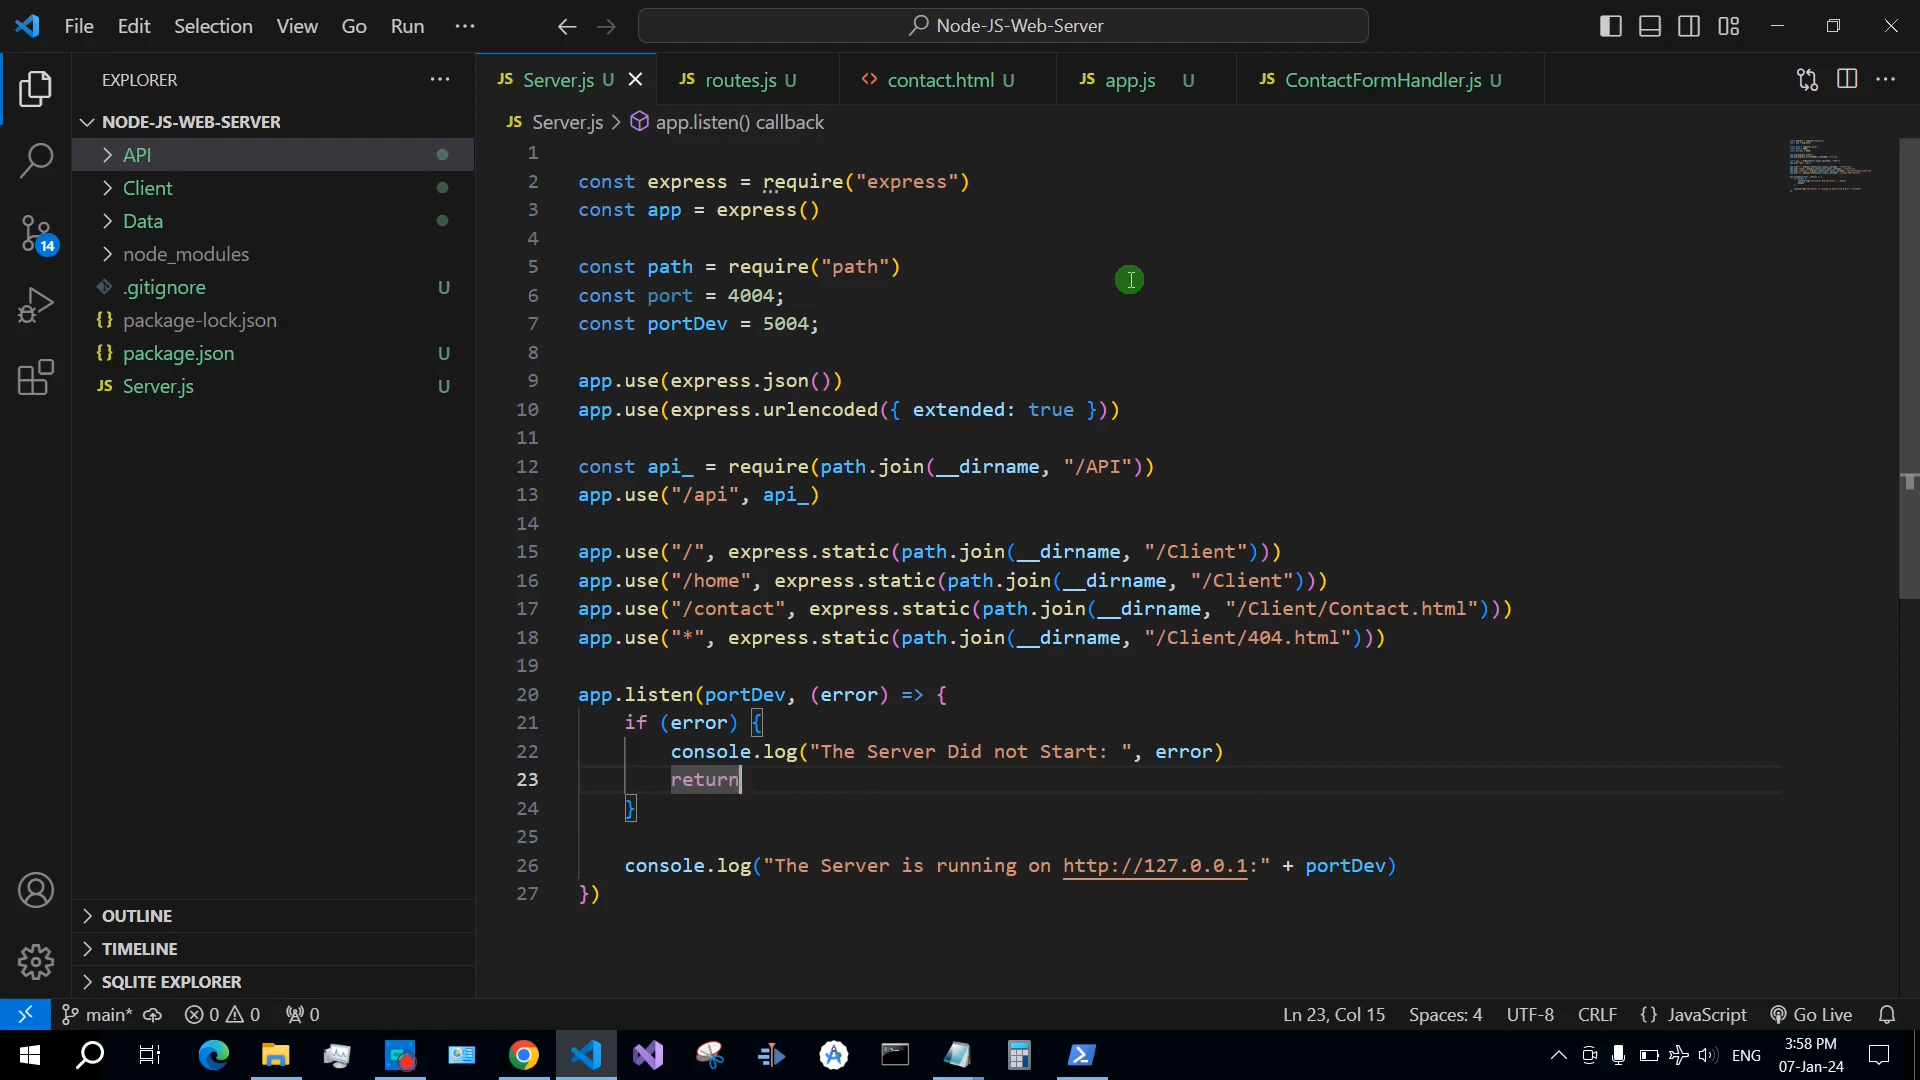 File Edit Selection View Go Run ...
Node-JS-Web-Server
EXPLORER
JS Server.js U
JS routes.js U
<> contact.html U
JS app.js U
JS ContactFormHandler.js U
NODE-JS-WEB-SERVER
API
Client
Data
node_modules
.gitignore U
{} package-lock.json
{} package.json U
JS Server.js U
14
OUTLINE
TIMELINE
SQLITE EXPLORER
JS Server.js > app.listen() callback
1
2 const express = require("express")
3 const app = express()
4
5 const path = require("path")
6 const port = 4004;
7 const portDev = 5004;
8
9 app.use(express.json())
10 app.use(express.urlencoded({ extended: true }))
11
12 const api_ = require(path.join(__dirname, "/API"))
13 app.use("/api", api_)
14
15 app.use("/", express.static(path.join(__dirname, "/Client")))
16 app.use("/home", express.static(path.join(__dirname, "/Client")))
17 app.use("/contact", express.static(path.join(__dirname, "/Client/Contact.html")))
18 app.use("*", express.static(path.join(__dirname, "/Client/404.html")))
19
20 app.listen(portDev, (error) => {
21 if (error) {
22 console.log("The Server Did not Start: ", error)
23 return
24 }
25
26 console.log("The Server is running on http://127.0.0.1:" + portDev)
27 })
main* 0 0 0
Ln 23, Col 15 Spaces: 4 UTF-8 CRLF {} JavaScript Go Live
ENG
3:58 PM
07-Jan-24